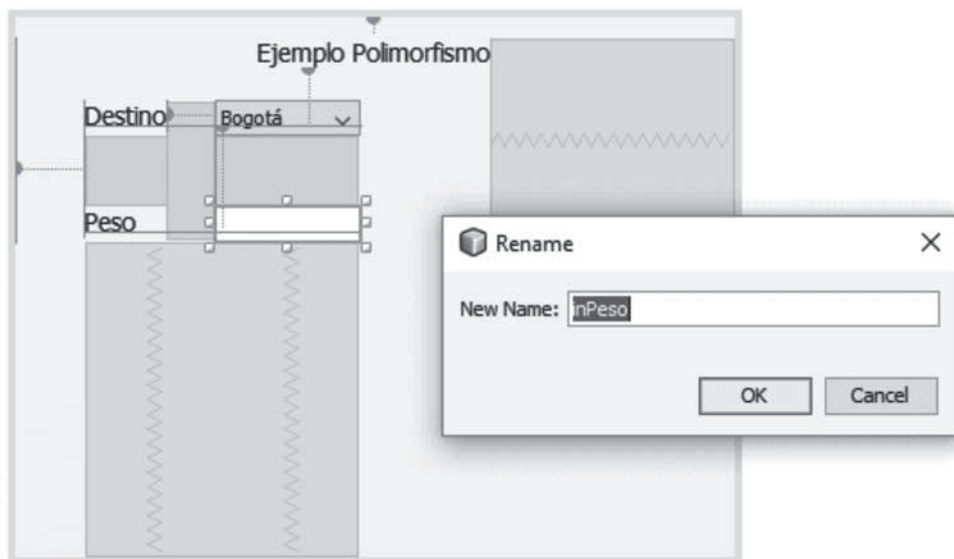 Ejemplo Polimorfismo
Destino
Bogotá
Peso
Rename
New Name:
inPeso
OK
Cancel